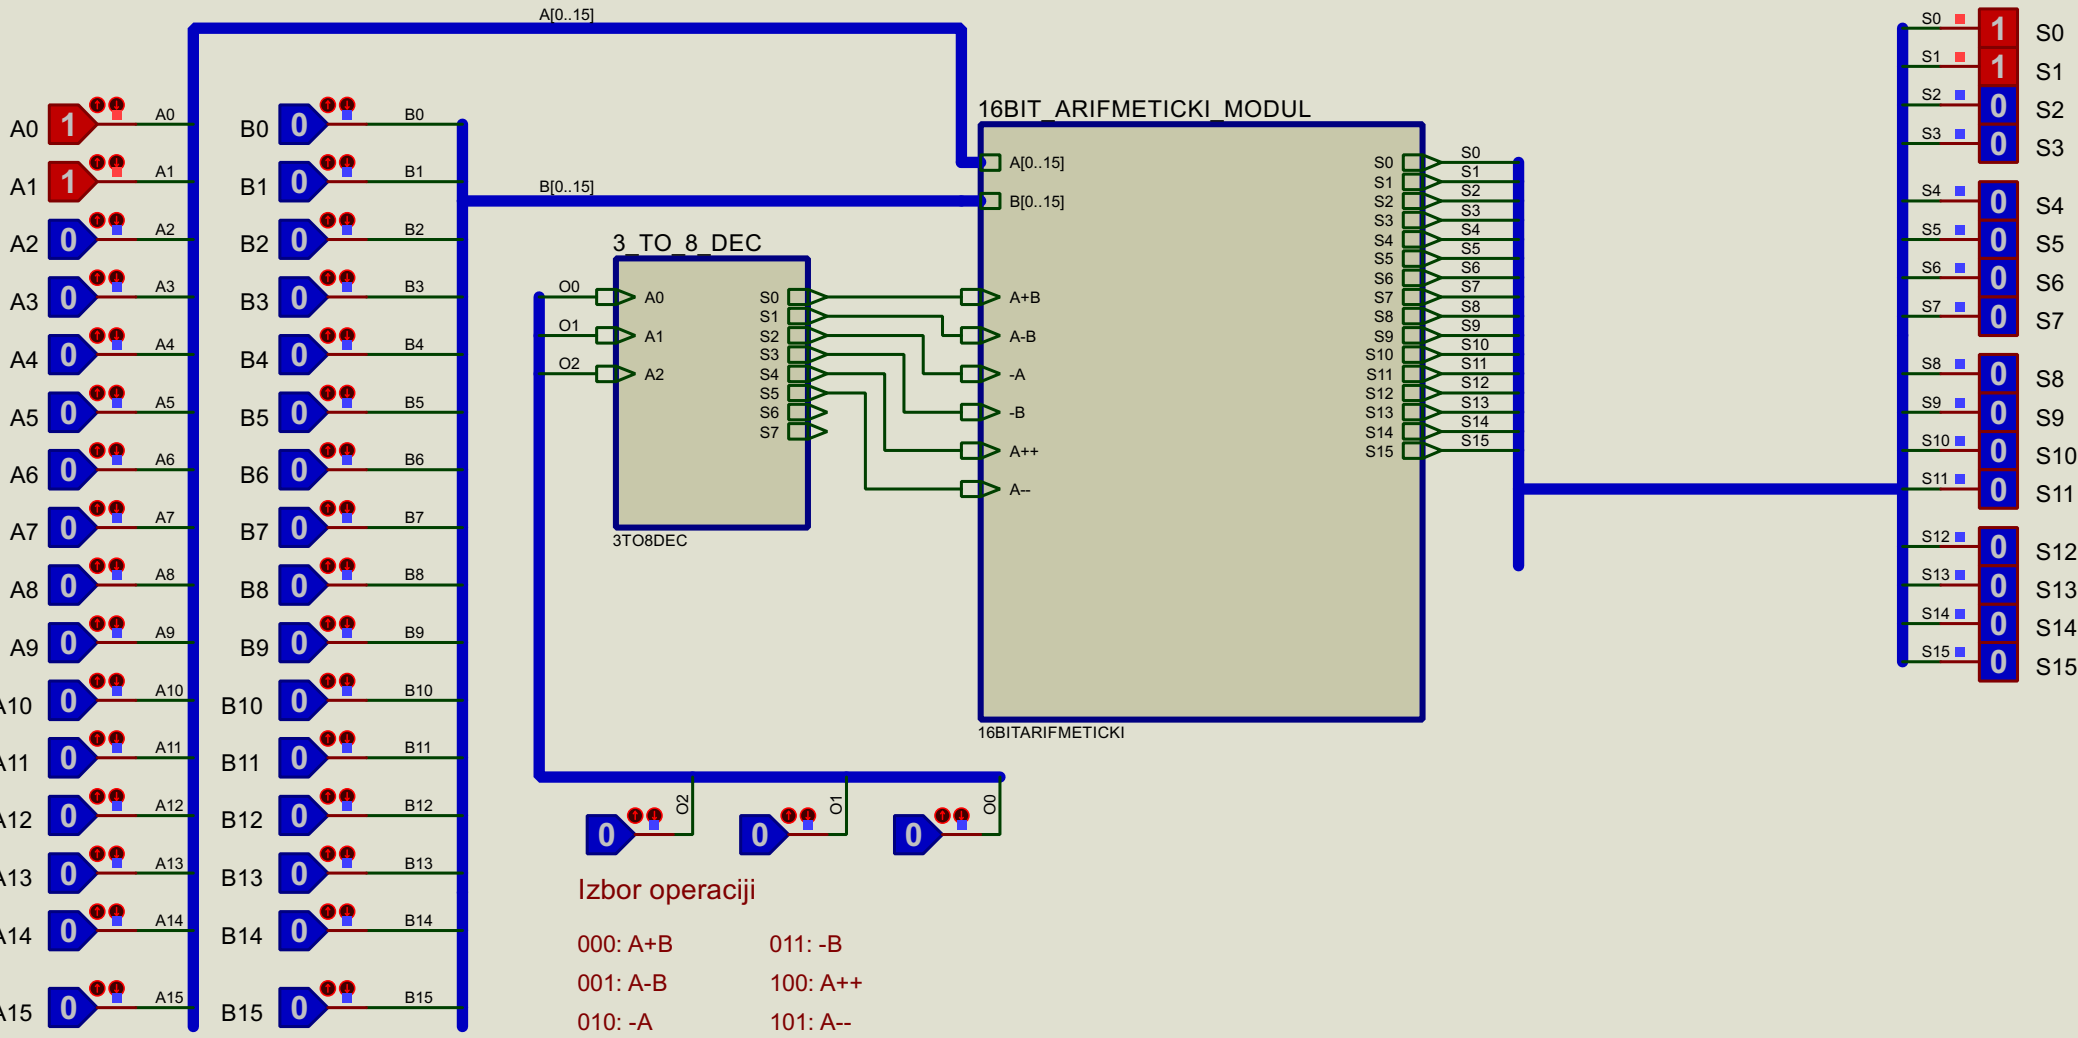 A[0..15]
16BIT_ARIFMETICKI_MODUL
A0 1 A0
A1 1 A1
A2 0 A2
A3 0 A3
A4 0 A4
A5 0 A5
A6 0 A6
A7 0 A7
A8 0 A8
A9 0 A9
A10 0 A10
A11 0 A11
A12 0 A12
A13 0 A13
A14 0 A14
A15 0 A15
B0 0 B0
B1 0 B1
B2 0 B2
B3 0 B3
B4 0 B4
B5 0 B5
B6 0 B6
B7 0 B7
B8 0 B8
B9 0 B9
B10 0 B10
B11 0 B11
B12 0 B12
B13 0 B13
B14 0 B14
B15 0 B15
B[0..15]
3_TO_8_DEC
O0 A0
O1 A1
O2 A2
S0
S1
S2
S3
S4
S5
S6
S7
3TO8DEC
A[0..15]
B[0..15]
A+B
A-B
-A
-B
A++
A--
S0 S0
S1 S1
S2 S2
S3 S3
S4 S4
S5 S5
S6 S6
S7 S7
S8 S8
S9 S9
S10 S10
S11 S11
S12 S12
S13 S13
S14 S14
S15 S15
16BITARIFMETICKI
0 O2
0 O1
0 O0
Izbor operaciji
000: A+B
001: A-B
010: -A
011: -B
100: A++
101: A--
S0 1 S0
S1 1 S1
S2 0 S2
S3 0 S3
S4 0 S4
S5 0 S5
S6 0 S6
S7 0 S7
S8 0 S8
S9 0 S9
S10 0 S10
S11 0 S11
S12 0 S12
S13 0 S13
S14 0 S14
S15 0 S15